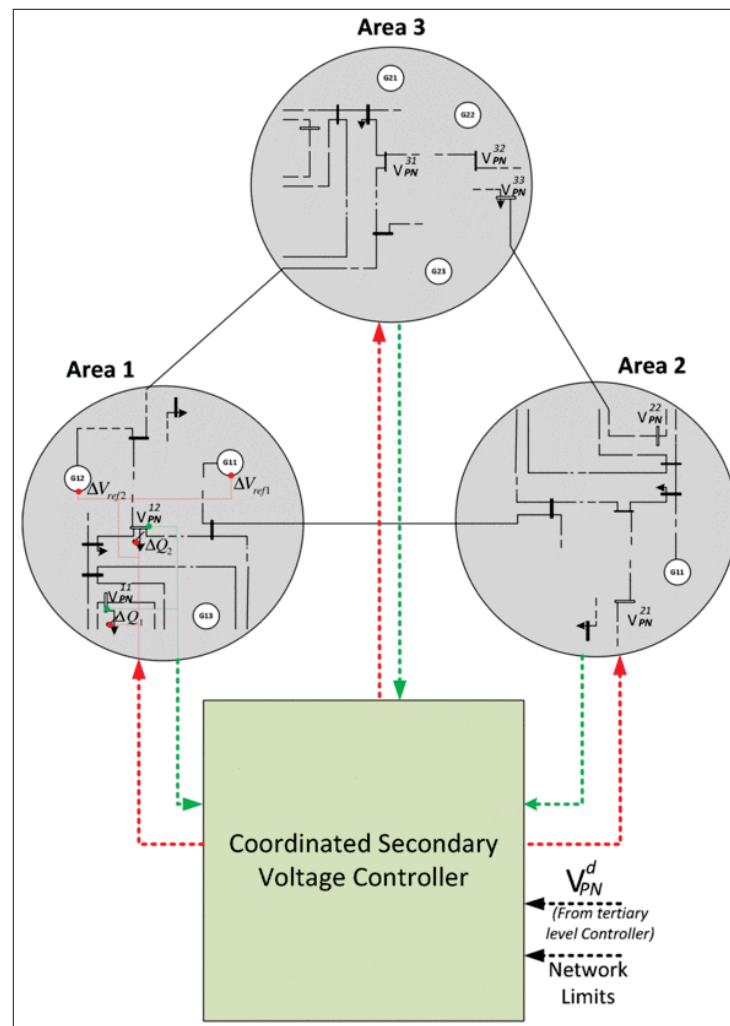 Area 3
G21
G22
V_PN^31
V_PN^32
V_PN^33
G23
Area 1
Area 2
G12
G11
ΔV_ref2
ΔV_ref1
V_PN^12
ΔQ_2
V_PN^11
ΔQ_1
G13
V_PN^22
G11
V_PN^21
Coordinated Secondary
Voltage Controller
V_PN^d
(From tertiary
level Controller)
Network
Limits